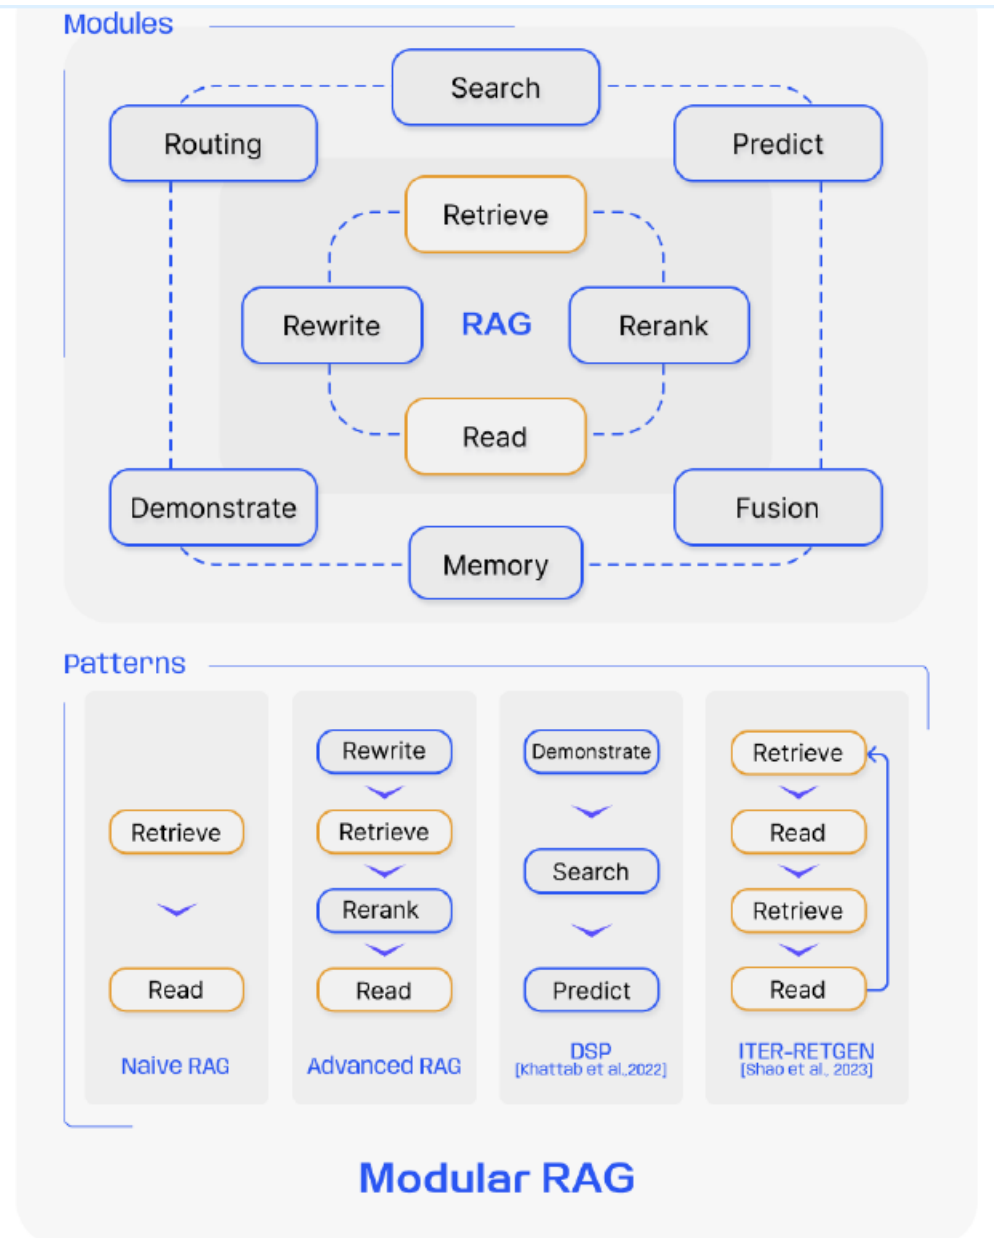 Modules
Search
Routing
Predict
Retrieve
Rewrite
RAG
Rerank
Read
Demonstrate
Fusion
Memory
Patterns
Retrieve
Read
Naive RAG
Rewrite
Retrieve
Rerank
Read
Advanced RAG
Demonstrate
Search
Predict
DSP
[Khattab et al.,2022]
Retrieve
Read
Retrieve
Read
ITER-RETGEN
[Shao et al., 2023]
Modular RAG